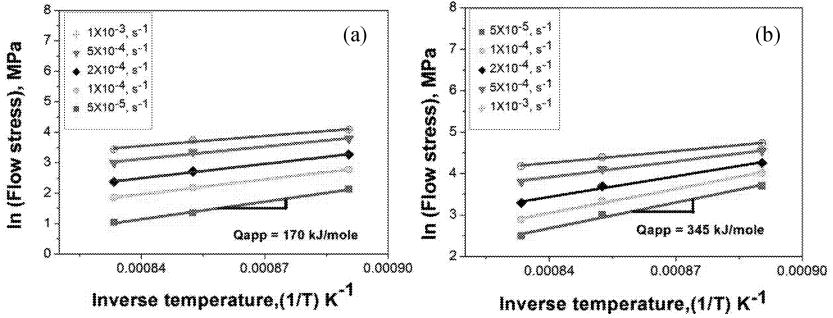 (a)
1X10-3, s-1
5X10-4, s-1
2X10-4, s-1
1X10-4, s-1
5X10-5, s-1
8
7
6
5
4
3
2
1
0
ln (Flow stress), MPa
Qapp = 170 kJ/mole
0.00084
0.00087
0.00090
Inverse temperature,(1/T) K-1
(b)
5X10-5, s-1
1X10-4, s-1
2X10-4, s-1
5X10-4, s-1
1X10-3, s-1
8
7
6
5
4
3
2
ln (Flow stress), MPa
Qapp = 345 kJ/mole
0.00084
0.00087
0.00090
Inverse temperature,(1/T) K-1